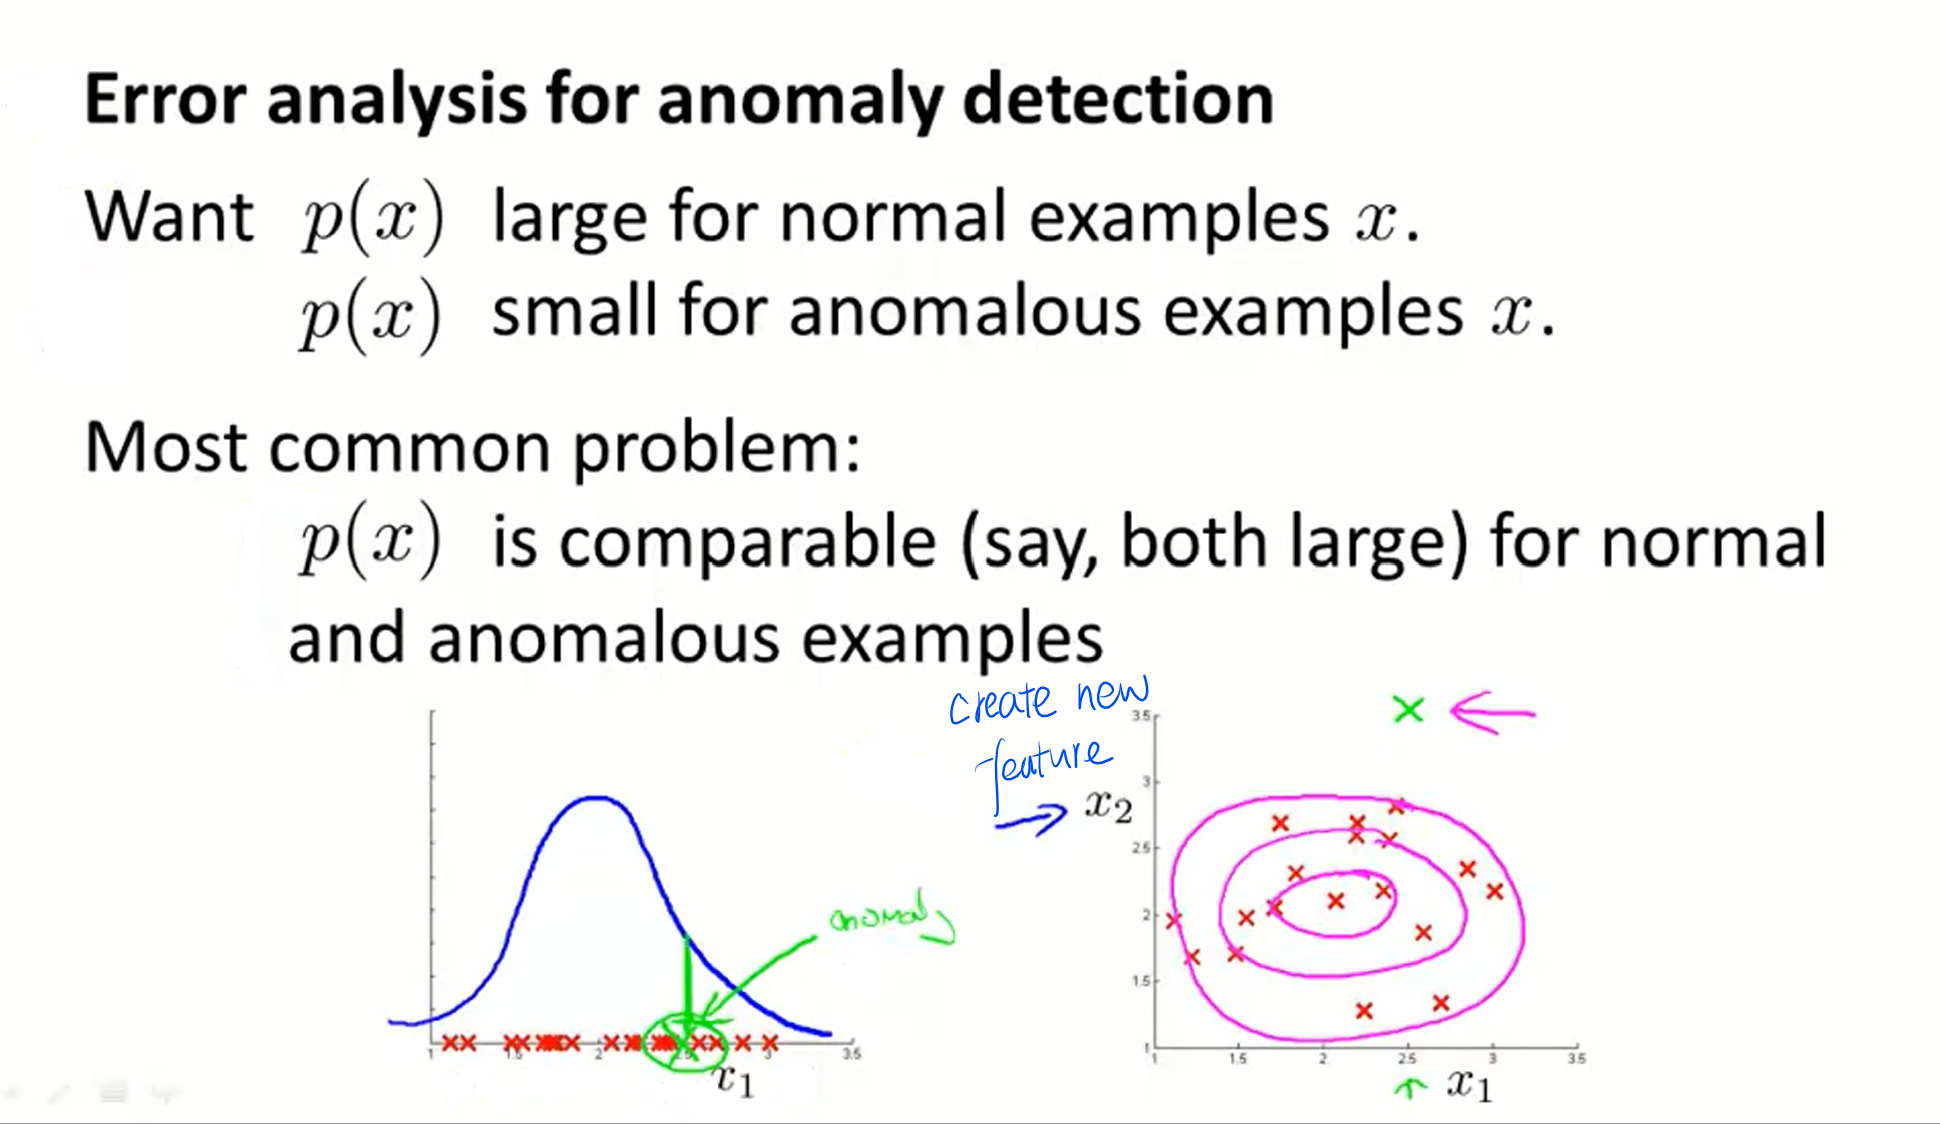 Error analysis for anomaly detection
Want p(x) large for normal examples x.
p(x) small for anomalous examples x.
Most common problem:
p(x) is comparable (say, both large) for normal
and anomalous examples
create new
feature
anomaly
1 1.5 2 2.5 3 3.5
x₁
x₂
3.5
3
2.5
2
1.5
1
1 1.5 2 2.5 3 3.5
x₁